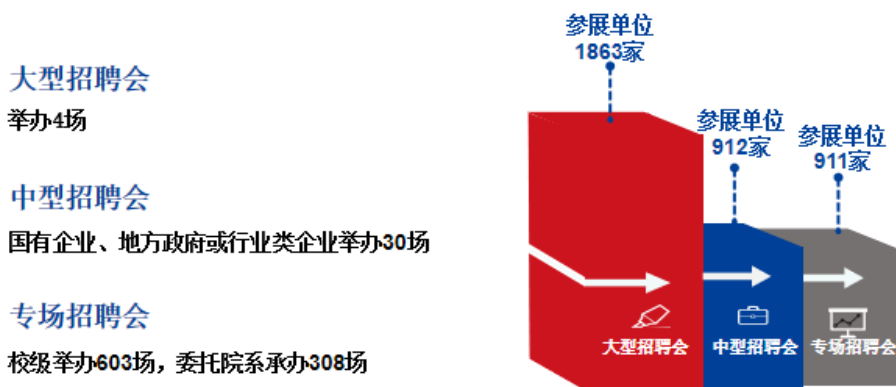 大型招聘会
举办4场
中型招聘会
国有企业、地方政府或行业类企业举办30场
专场招聘会
校级举办603场，委托院系承办308场
参展单位
1863家
参展单位
912家
参展单位
911家
大型招聘会
中型招聘会
专场招聘会